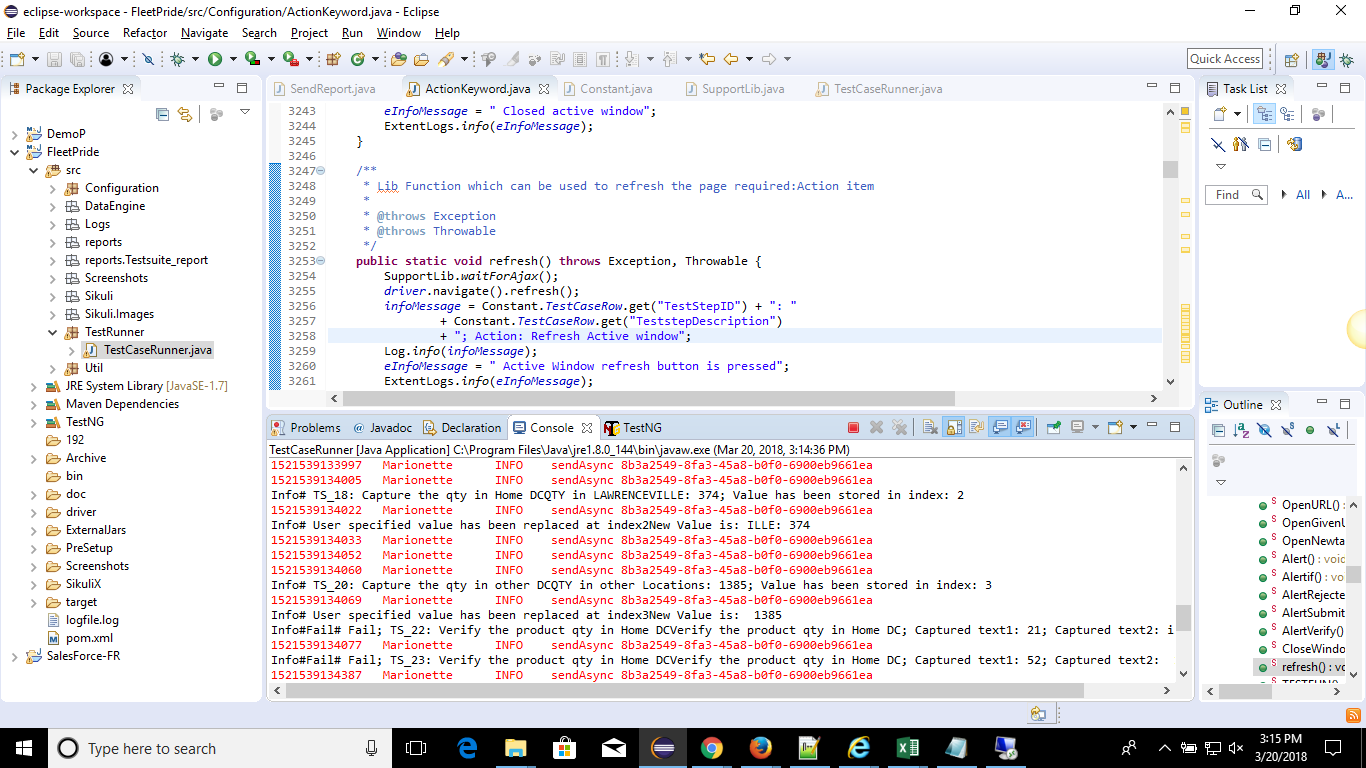 eclipse-workspace - FleetPride/src/Configuration/ActionKeyword.java - Eclipse
File Edit Source Refactor Navigate Search Project Run Window Help
Quick Access
Package Explorer
DemoP
FleetPride
src
Configuration
DataEngine
Logs
reports
reports.Testsuite_report
Screenshots
Sikuli
Sikuli.Images
TestRunner
TestCaseRunner.java
Util
JRE System Library [JavaSE-1.7]
Maven Dependencies
TestNG
192
Archive
bin
doc
driver
ExternalJars
PreSetup
Screenshots
SikuliX
target
logfile.log
pom.xml
SalesForce-FR
SendReport.java ActionKeyword.java Constant.java SupportLib.java TestCaseRunner.java
3243 eInfoMessage = " Closed active window";
3244 ExtentLogs.info(eInfoMessage);
3245 }
3246
3247 /**
3248 * Lib Function which can be used to refresh the page required:Action item
3249 *
3250 * @throws Exception
3251 * @throws Throwable
3252 */
3253 public static void refresh() throws Exception, Throwable {
3254 SupportLib.waitForAjax();
3255 driver.navigate().refresh();
3256 infoMessage = Constant.TestCaseRow.get("TestStepID") + ": "
3257 + Constant.TestCaseRow.get("TeststepDescription")
3258 + "; Action: Refresh Active window";
3259 Log.info(infoMessage);
3260 eInfoMessage = " Active Window refresh button is pressed";
3261 ExtentLogs.info(eInfoMessage);
Problems @ Javadoc Declaration Console TestNG
TestCaseRunner [Java Application] C:\Program Files\Java\jre1.8.0_144\bin\javaw.exe (Mar 20, 2018, 3:14:36 PM)
1521539133997 Marionette INFO sendAsync 8b3a2549-8fa3-45a8-b0f0-6900eb9661ea
1521539134005 Marionette INFO sendAsync 8b3a2549-8fa3-45a8-b0f0-6900eb9661ea
Info# TS_18: Capture the qty in Home DCQTY in LAWRENCEVILLE: 374; Value has been stored in index: 2
1521539134022 Marionette INFO sendAsync 8b3a2549-8fa3-45a8-b0f0-6900eb9661ea
Info# User specified value has been replaced at index2New Value is: ILLE: 374
1521539134033 Marionette INFO sendAsync 8b3a2549-8fa3-45a8-b0f0-6900eb9661ea
1521539134052 Marionette INFO sendAsync 8b3a2549-8fa3-45a8-b0f0-6900eb9661ea
1521539134060 Marionette INFO sendAsync 8b3a2549-8fa3-45a8-b0f0-6900eb9661ea
Info# TS_20: Capture the qty in other DCQTY in other Locations: 1385; Value has been stored in index: 3
1521539134069 Marionette INFO sendAsync 8b3a2549-8fa3-45a8-b0f0-6900eb9661ea
Info# User specified value has been replaced at index3New Value is: 1385
Info#Fail# Fail; TS_22: Verify the product qty in Home DCVerify the product qty in Home DC; Captured text1: 21; Captured text2: i
1521539134077 Marionette INFO sendAsync 8b3a2549-8fa3-45a8-b0f0-6900eb9661ea
Info#Fail# Fail; TS_23: Verify the product qty in Home DCVerify the product qty in Home DC; Captured text1: 52; Captured text2:
1521539134387 Marionette INFO sendAsync 8b3a2549-8fa3-45a8-b0f0-6900eb9661ea
Task List
Find All A...
Outline
OpenURL() :
OpenGivenU
OpenNewta
Alert() : voic
Alertif() : vo
AlertRejecte
AlertSubmit
AlertVerify()
CloseWindo
refresh() : vo
Type here to search
3:15 PM
3/20/2018